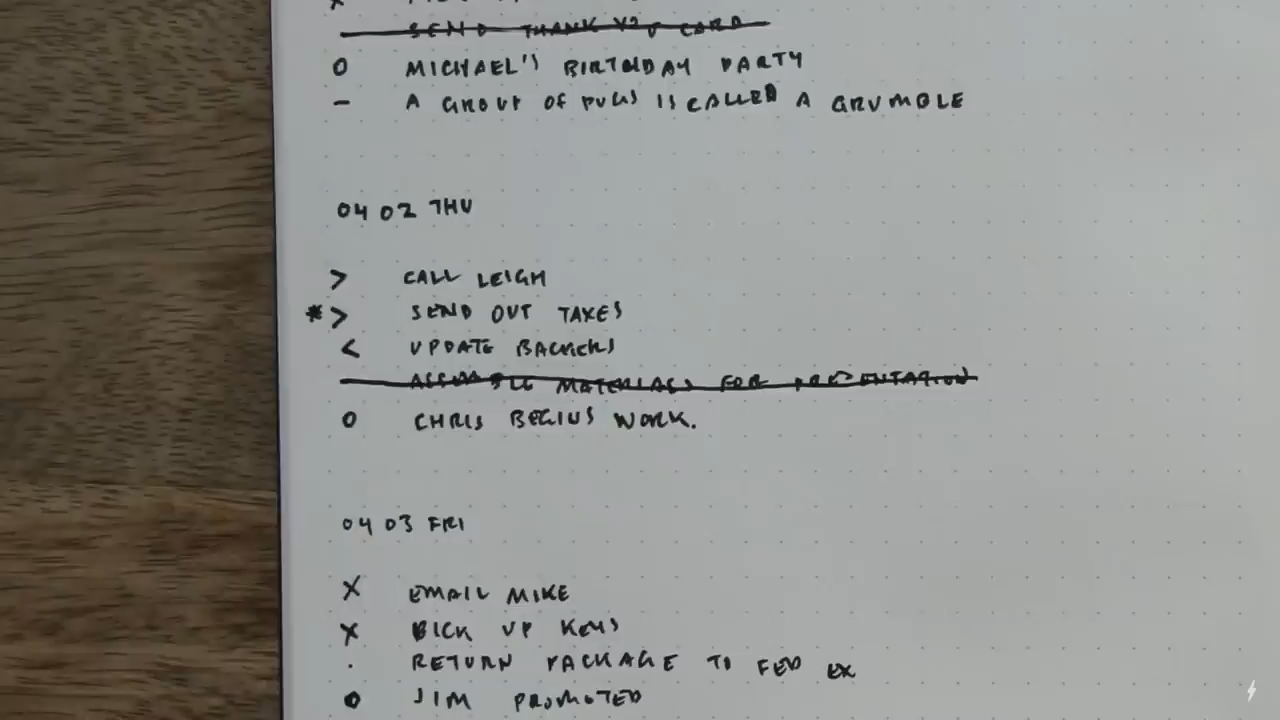 SEND THANK YOU CARD
O MICHAEL'S BIRTHDAY PARTY
– A GROUP OF PUGS IS CALLED A GRUMBLE
04 02 THU
> CALL LEIGH
*> SEND OUT TAXES
< UPDATE BACKERS
ASSEMBLE MATERIALS FOR PRESENTATION
O CHRIS BEGINS WORK.
04 03 FRI
X EMAIL MIKE
X PICK UP KEYS
. RETURN PACKAGE TO FED EX
O JIM PROMOTED